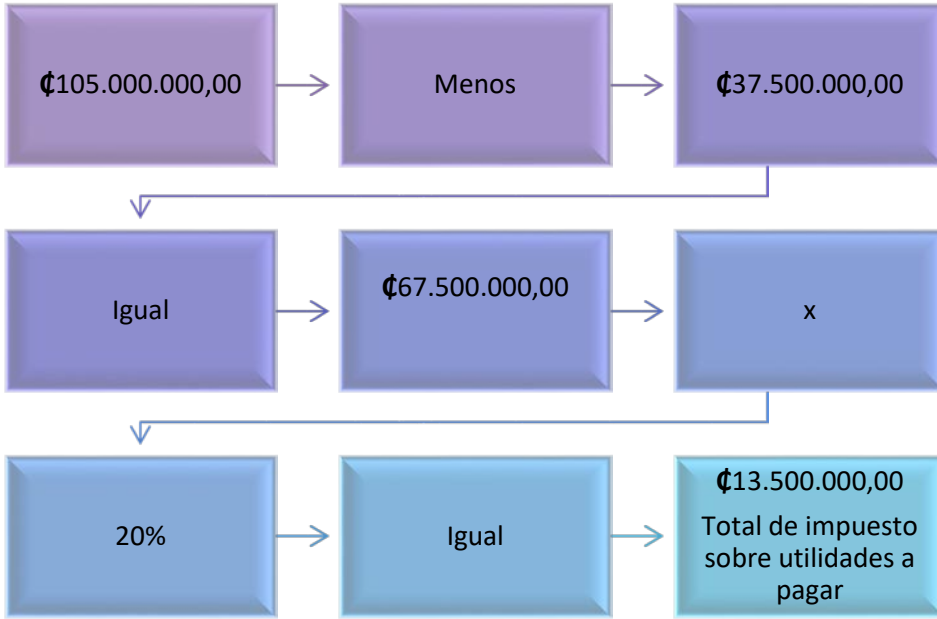 ₡105.000.000,00
Menos
₡37.500.000,00
Igual
₡67.500.000,00
x
20%
Igual
₡13.500.000,00
Total de impuesto
sobre utilidades a
pagar